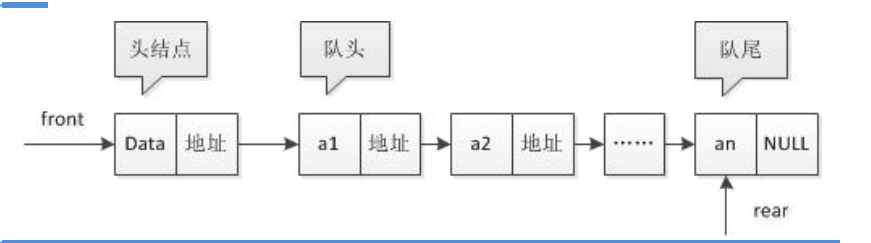 头结点 队头 队尾
front
Data 地址 a1 地址 a2 地址 …… an NULL
rear